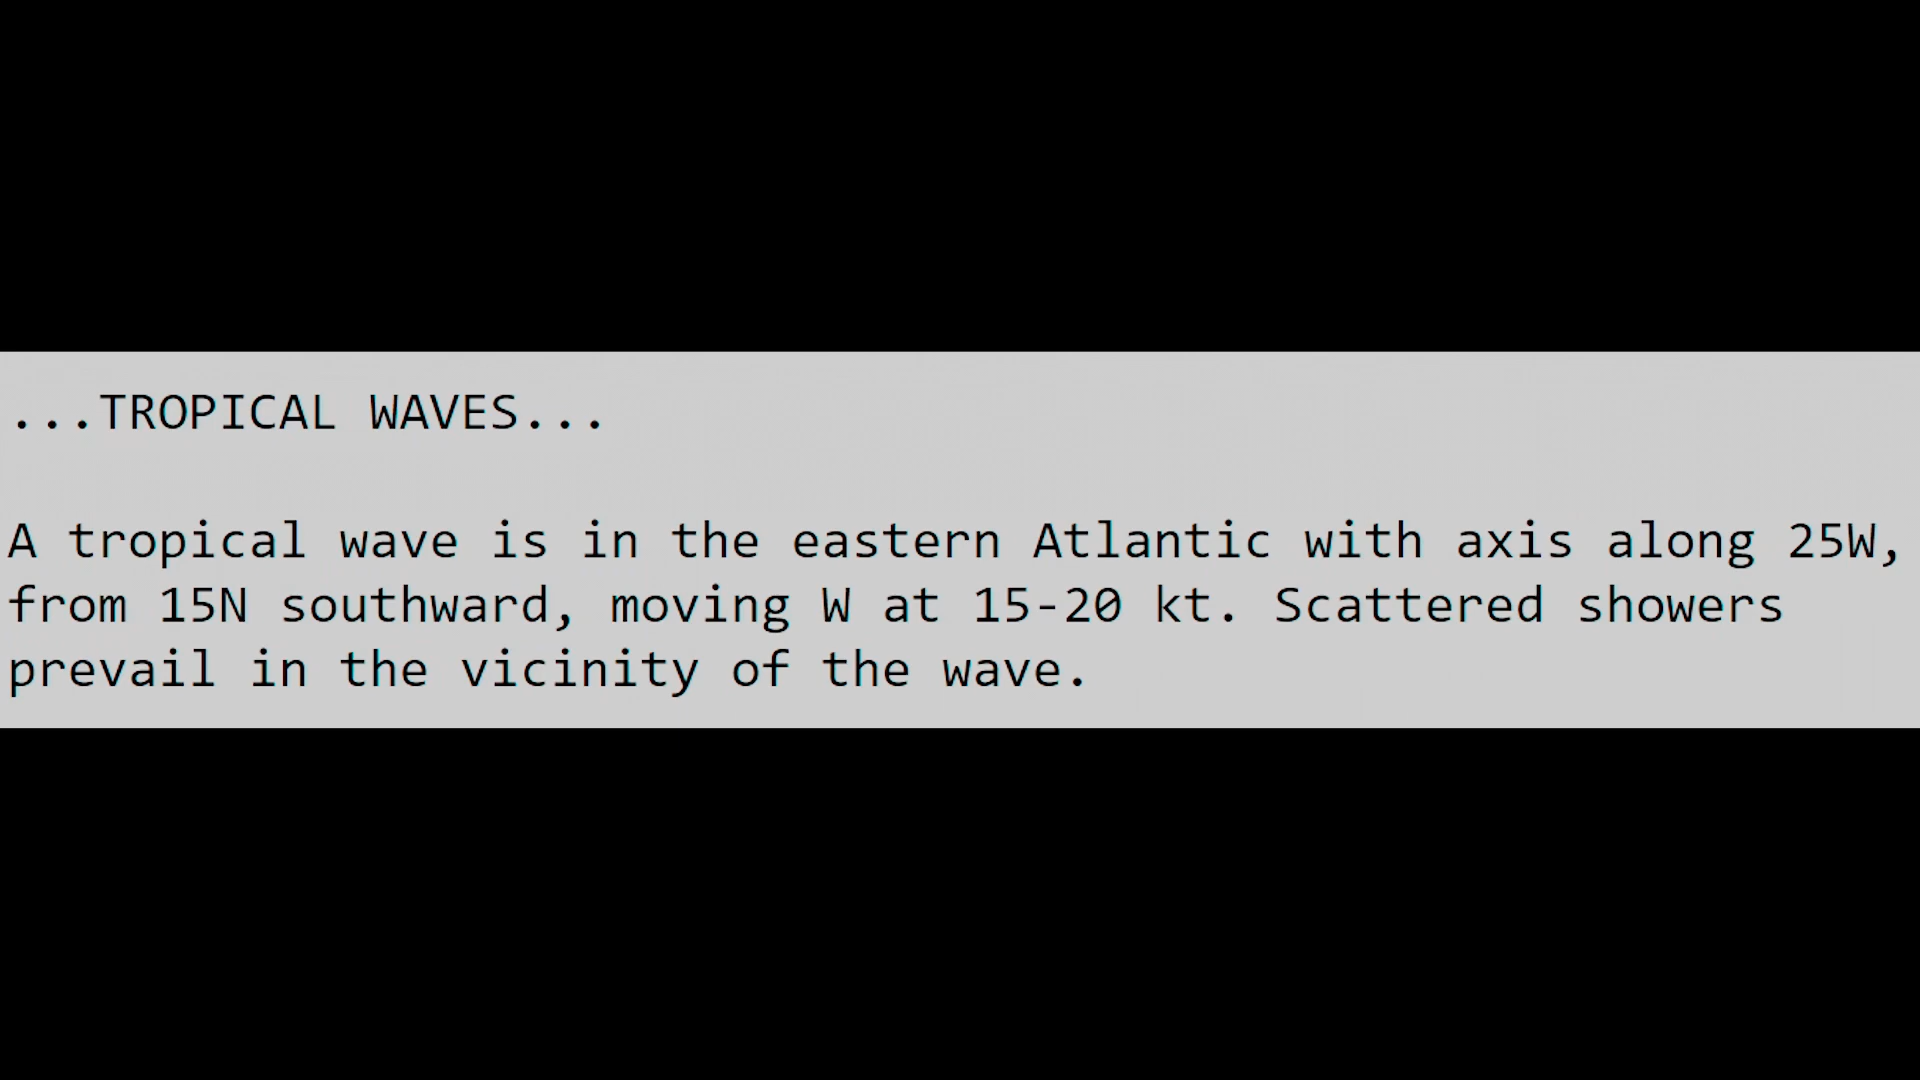 ...TROPICAL WAVES...
A tropical wave is in the eastern Atlantic with axis along 25W,
from 15N southward, moving W at 15-20 kt. Scattered showers
prevail in the vicinity of the wave.